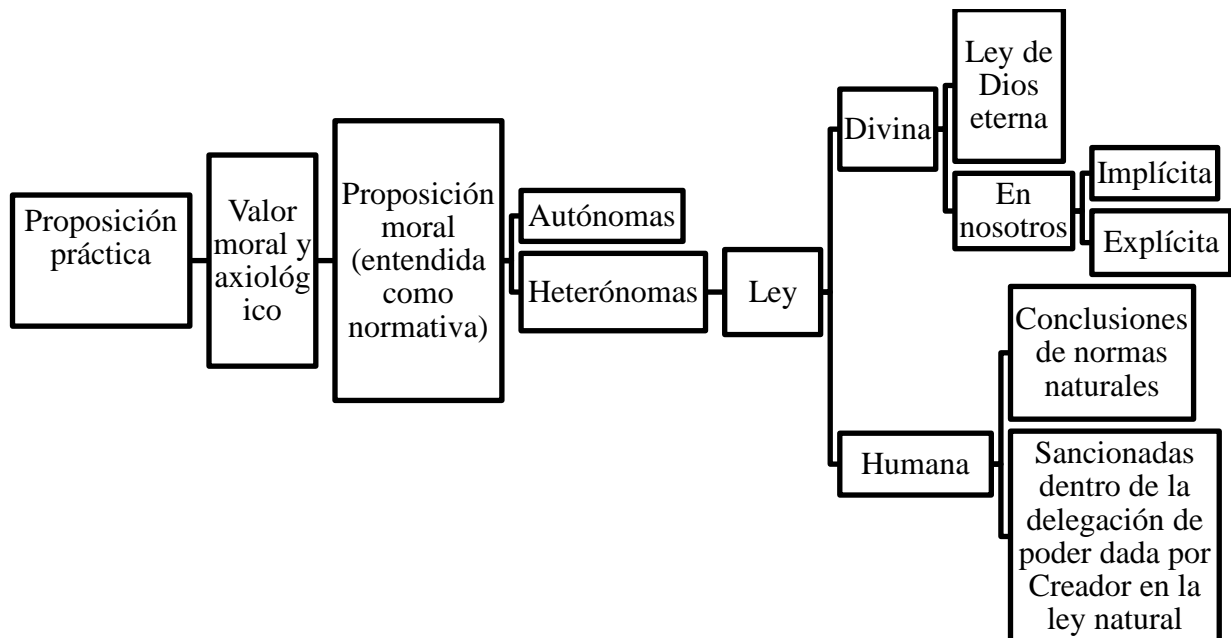 Proposición
práctica
Valor
moral y
axiológ
ico
Proposición
moral
(entendida
como
normativa)
Autónomas
Heterónomas
Ley
Divina
Ley de
Dios
eterna
En
nosotros
Implícita
Explícita
Humana
Conclusiones
de normas
naturales
Sancionadas
dentro de la
delegación de
poder dada por
Creador en la
ley natural